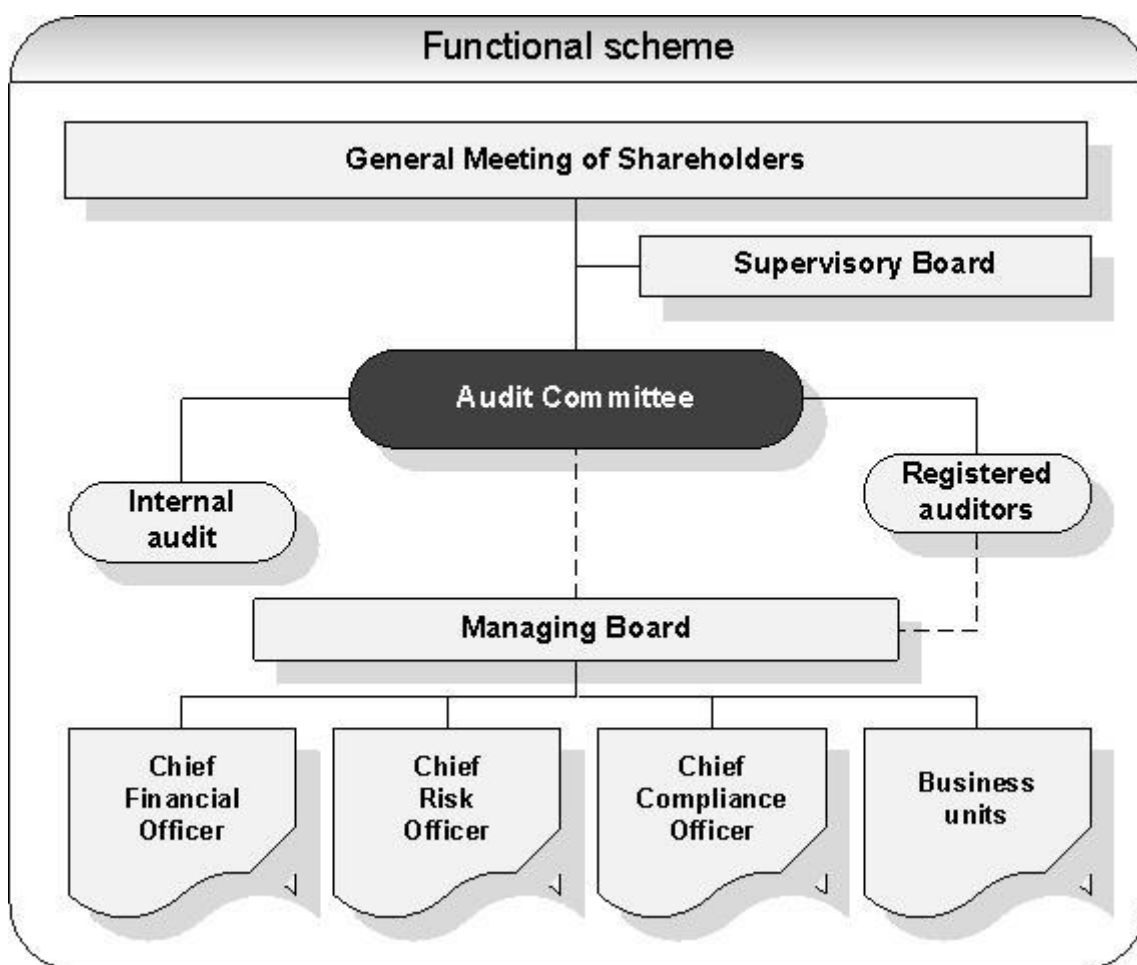 Functional scheme
General Meeting of Shareholders
Supervisory Board
Audit Committee
Internal
audit
Registered
auditors
Managing Board
Chief
Financial
Officer
Chief
Risk
Officer
Chief
Compliance
Officer
Business
units